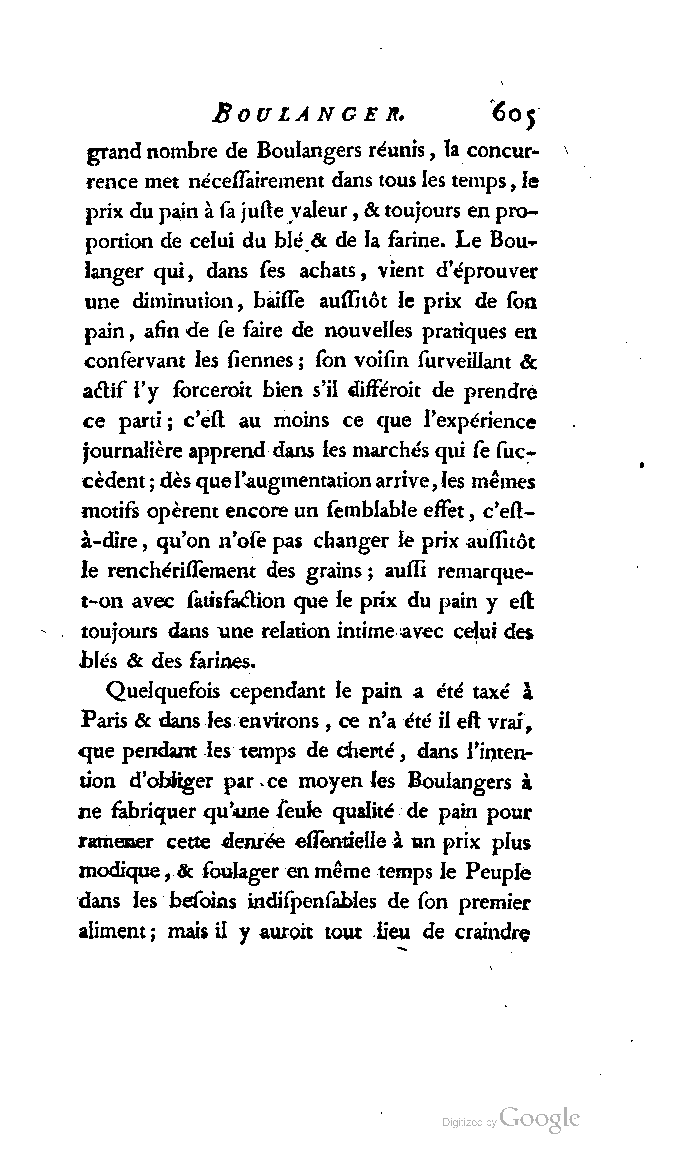 BOULANGER. 605
grand nombre de Boulangers réunis, la concur-
rence met néceſſairement dans tous les temps, le
prix du pain à ſa juſte valeur, & toujours en pro-
portion de celui du blé & de la farine. Le Bou-
langer qui, dans ſes achats, vient d'éprouver
une diminution, baiſſe auſſitôt le prix de ſon
pain, afin de ſe faire de nouvelles pratiques en
conſervant les ſiennes; ſon voiſin ſurveillant &
actif l'y forceroit bien s'il différoit de prendre
ce parti; c'eſt au moins ce que l'expérience
journalière apprend dans les marchés qui ſe ſuc-
cèdent; dès que l'augmentation arrive, les mêmes
motifs opèrent encore un ſemblable effet, c'eſt-
à-dire, qu'on n'oſe pas changer le prix auſſitôt
le renchériſſement des grains; auſſi remarque-
t-on avec ſatisfaction que le prix du pain y eſt
toujours dans une relation intime avec celui des
blés & des farines.
Quelquefois cependant le pain a été taxé à
Paris & dans les environs, ce n'a été il eſt vrai,
que pendant les temps de cherté, dans l'inten-
tion d'obliger par ce moyen les Boulangers à
ne fabriquer qu'une ſeule qualité de pain pour
ramener cette denrée eſſentielle à un prix plus
modique, & ſoulager en même temps le Peuple
dans les beſoins indiſpenſables de ſon premier
aliment; mais il y auroit tout lieu de craindre
Digitized by Google